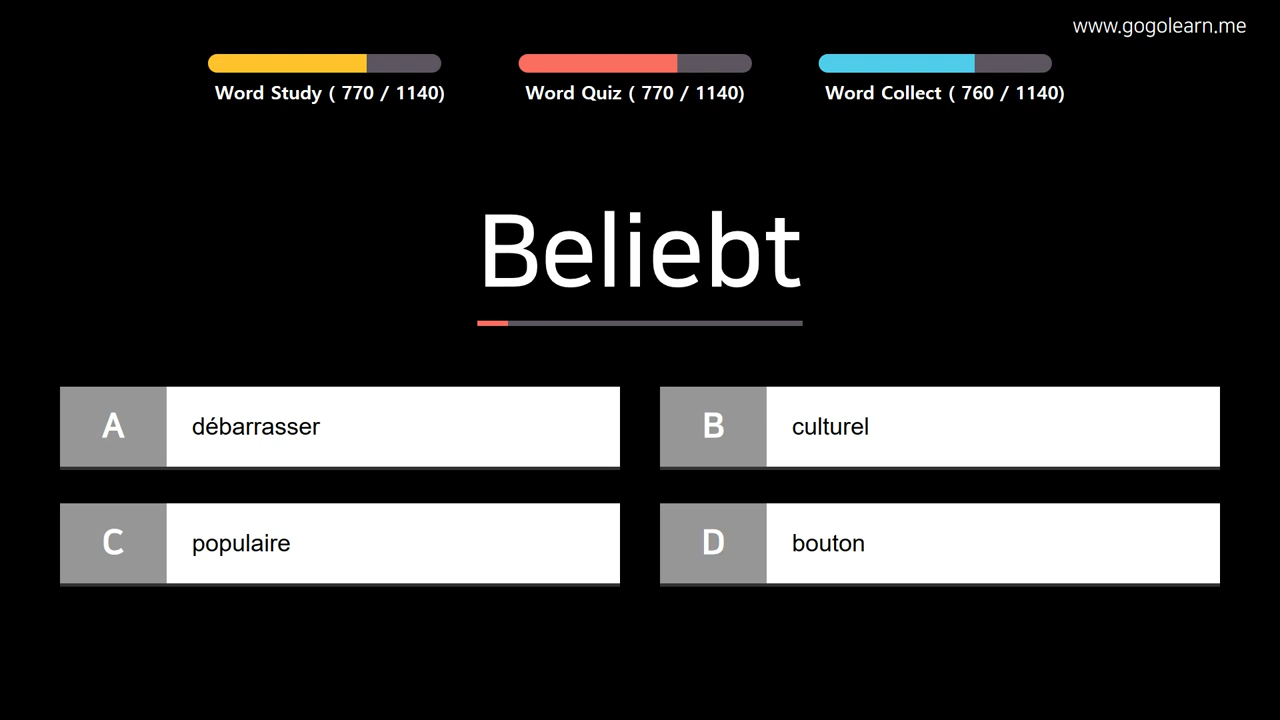 www.gogolearn.me
Word Study ( 770 / 1140)
Word Quiz ( 770 / 1140)
Word Collect ( 760 / 1140)
Beliebt
A débarrasser
B culturel
C populaire
D bouton